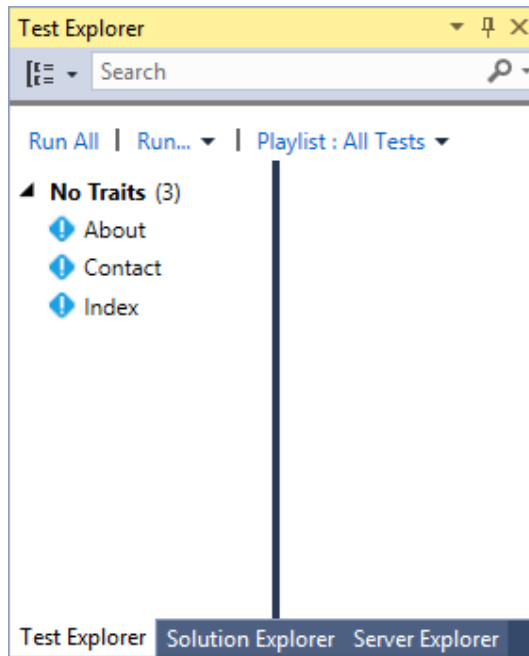 Test Explorer
Search
Run All | Run... | Playlist : All Tests
No Traits (3)
About
Contact
Index
Test Explorer Solution Explorer Server Explorer